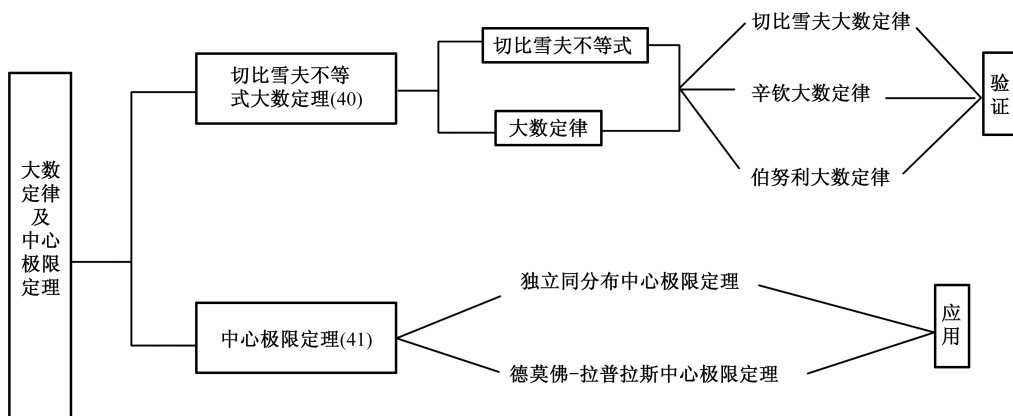 大数
定律
及
中心
极限
定理
切比雪夫不等
式大数定理(40)
切比雪夫不等式
大数定律
切比雪夫大数定律
辛钦大数定律
伯努利大数定律
验
证
中心极限定理(41)
独立同分布中心极限定理
德莫佛-拉普拉斯中心极限定理
应
用